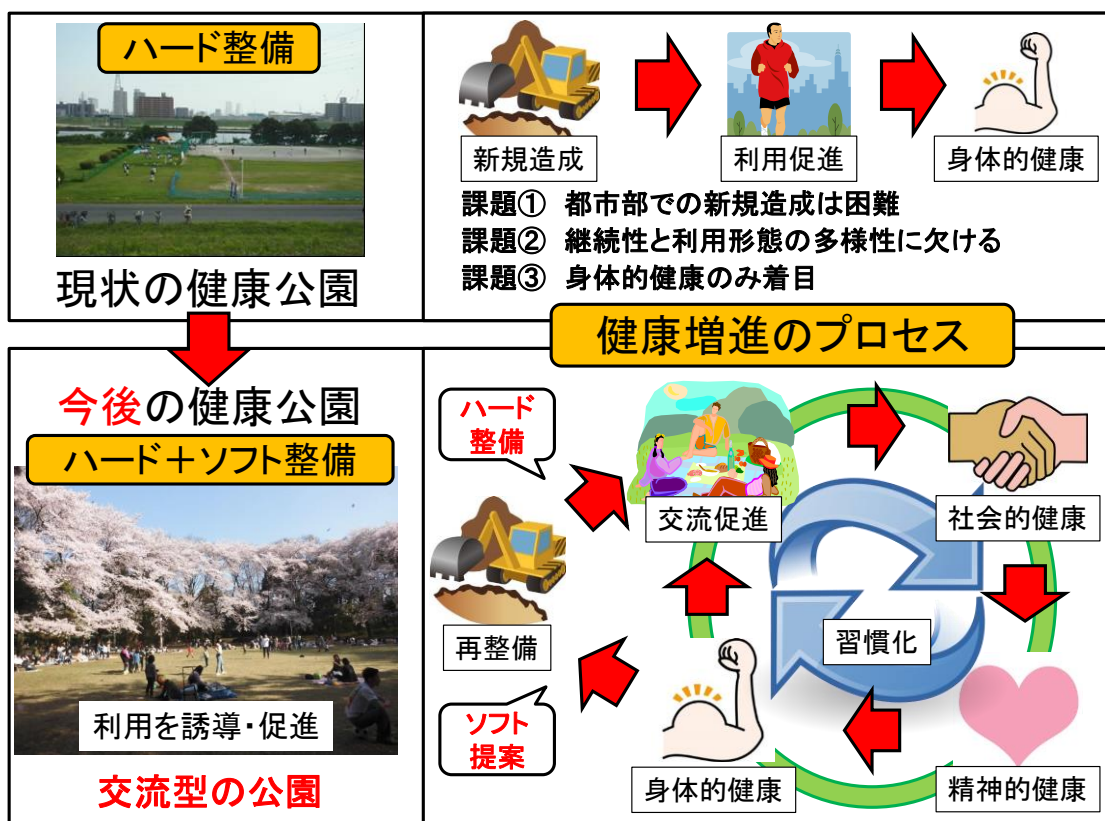 ハード整備
現状の健康公園
新規造成
利用促進
身体的健康
課題① 都市部での新規造成は困難
課題② 継続性と利用形態の多様性に欠ける
課題③ 身体的健康のみ着目
健康増進のプロセス
今後の健康公園
ハード＋ソフト整備
利用を誘導・促進
交流型の公園
ハード
整備
再整備
ソフト
提案
交流促進
社会的健康
習慣化
身体的健康
精神的健康